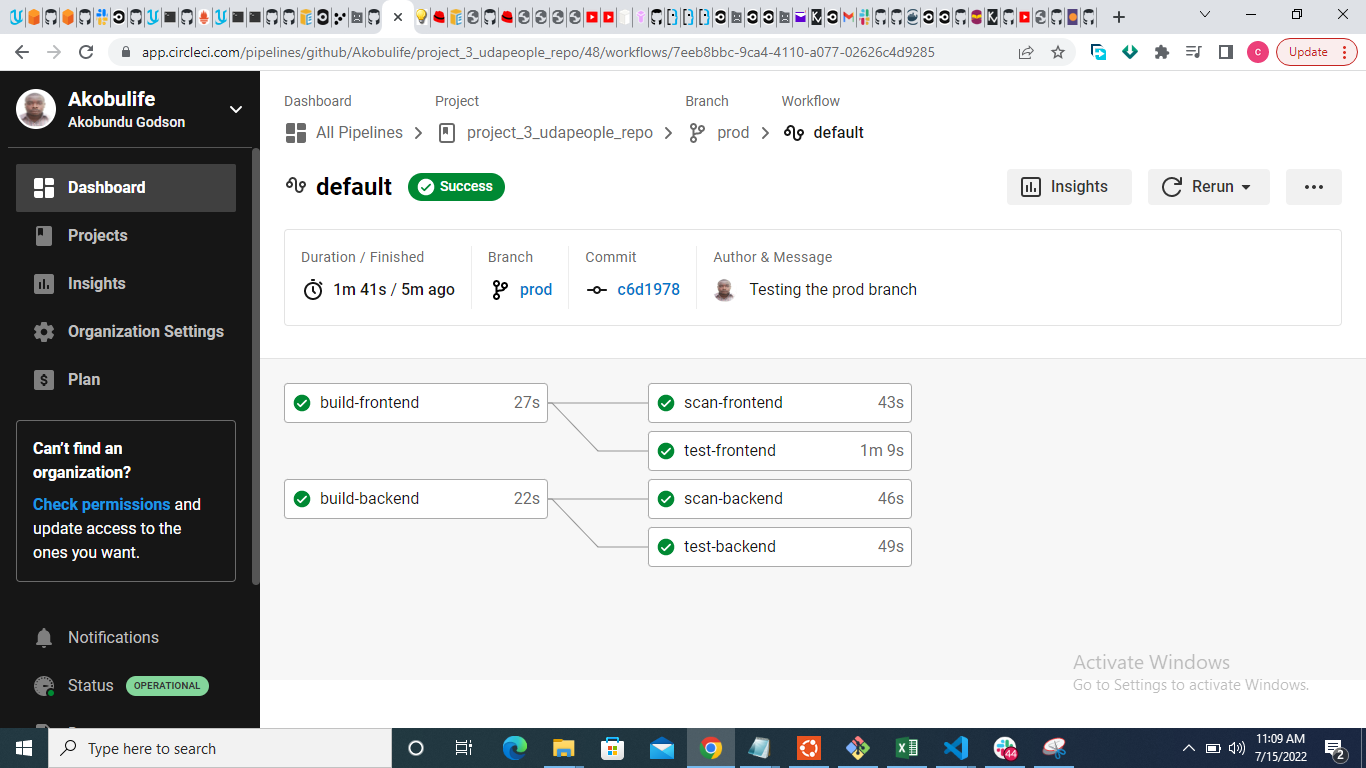 app.circleci.com/pipelines/github/Akobulife/project_3_udapeople_repo/48/workflows/7eeb8bbc-9ca4-4110-a077-02626c4d9285
c
Update
Akobulife
Akobundu Godson
Dashboard
Projects
Insights
Organization Settings
Plan
Can't find an
organization?
Check permissions and
update access to the
ones you want.
Notifications
Status OPERATIONAL
Dashboard Project Branch Workflow
All Pipelines project_3_udapeople_repo prod default
default Success
Insights Rerun
Duration / Finished Branch Commit Author & Message
1m 41s / 5m ago prod c6d1978 Testing the prod branch
build-frontend 27s scan-frontend 43s
test-frontend 1m 9s
build-backend 22s scan-backend 46s
test-backend 49s
Activate Windows
Go to Settings to activate Windows.
Type here to search
44
11:09 AM
7/15/2022
2